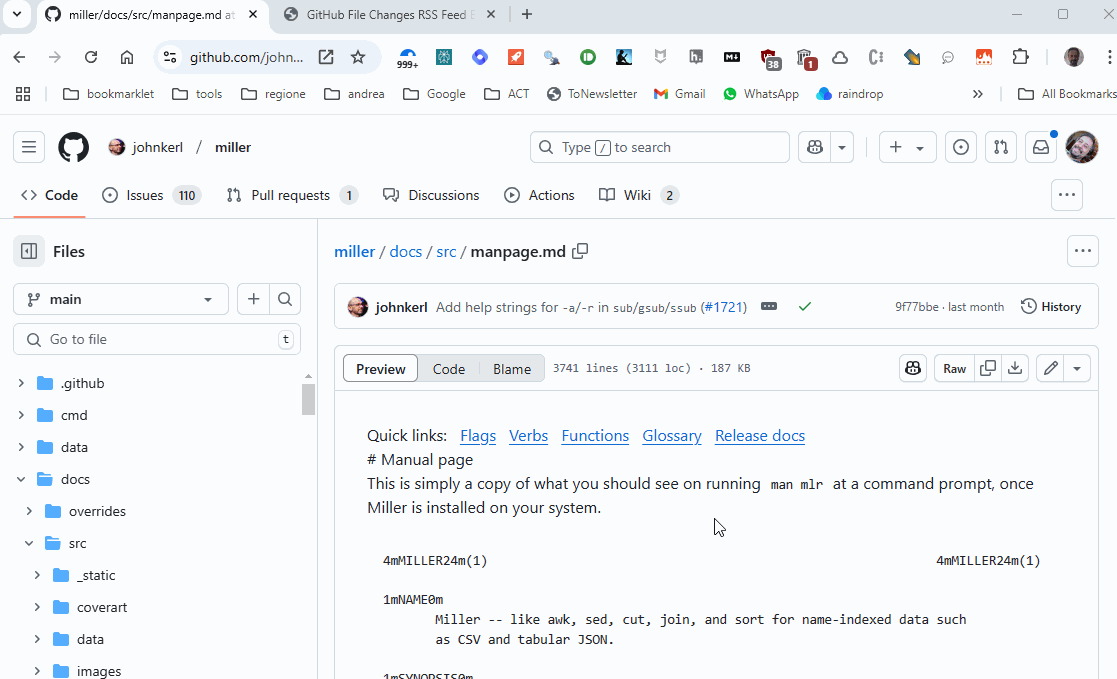 miller/docs/src/manpage.md at
GitHub File Changes RSS Feed
github.com/john...
999+
38
1
bookmarklet
tools
regione
andrea
Google
ACT
ToNewsletter
Gmail
WhatsApp
raindrop
»
All Bookmarks
johnkerl / miller
Type / to search
Code
Issues 110
Pull requests 1
Discussions
Actions
Wiki 2
Files
miller / docs / src / manpage.md
main
johnkerl Add help strings for -a/-r in sub/gsub/ssub (#1721)
9f77bbe · last month
History
Go to file
t
Preview
Code
Blame
3741 lines (3111 loc) · 187 KB
Raw
.github
cmd
data
docs
overrides
src
_static
coverart
data
images
Quick links: Flags Verbs Functions Glossary Release docs
# Manual page
This is simply a copy of what you should see on running man mlr at a command prompt, once
Miller is installed on your system.
4mMILLER24m(1) 4mMILLER24m(1)
1mNAME0m
Miller -- like awk, sed, cut, join, and sort for name-indexed data such
as CSV and tabular JSON.
1mSYNOPSIS0m